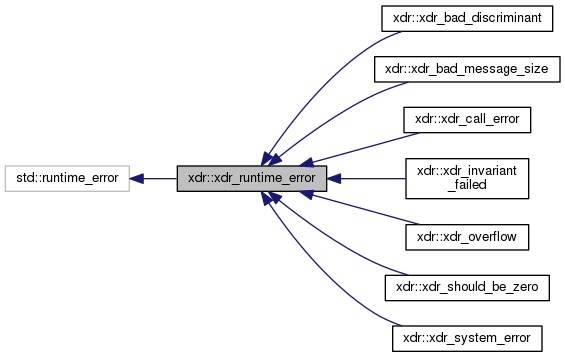 xdr::xdr_bad_discriminant
xdr::xdr_bad_message_size
xdr::xdr_call_error
xdr::xdr_invariant
_failed
std::runtime_error
xdr::xdr_runtime_error
xdr::xdr_overflow
xdr::xdr_should_be_zero
xdr::xdr_system_error